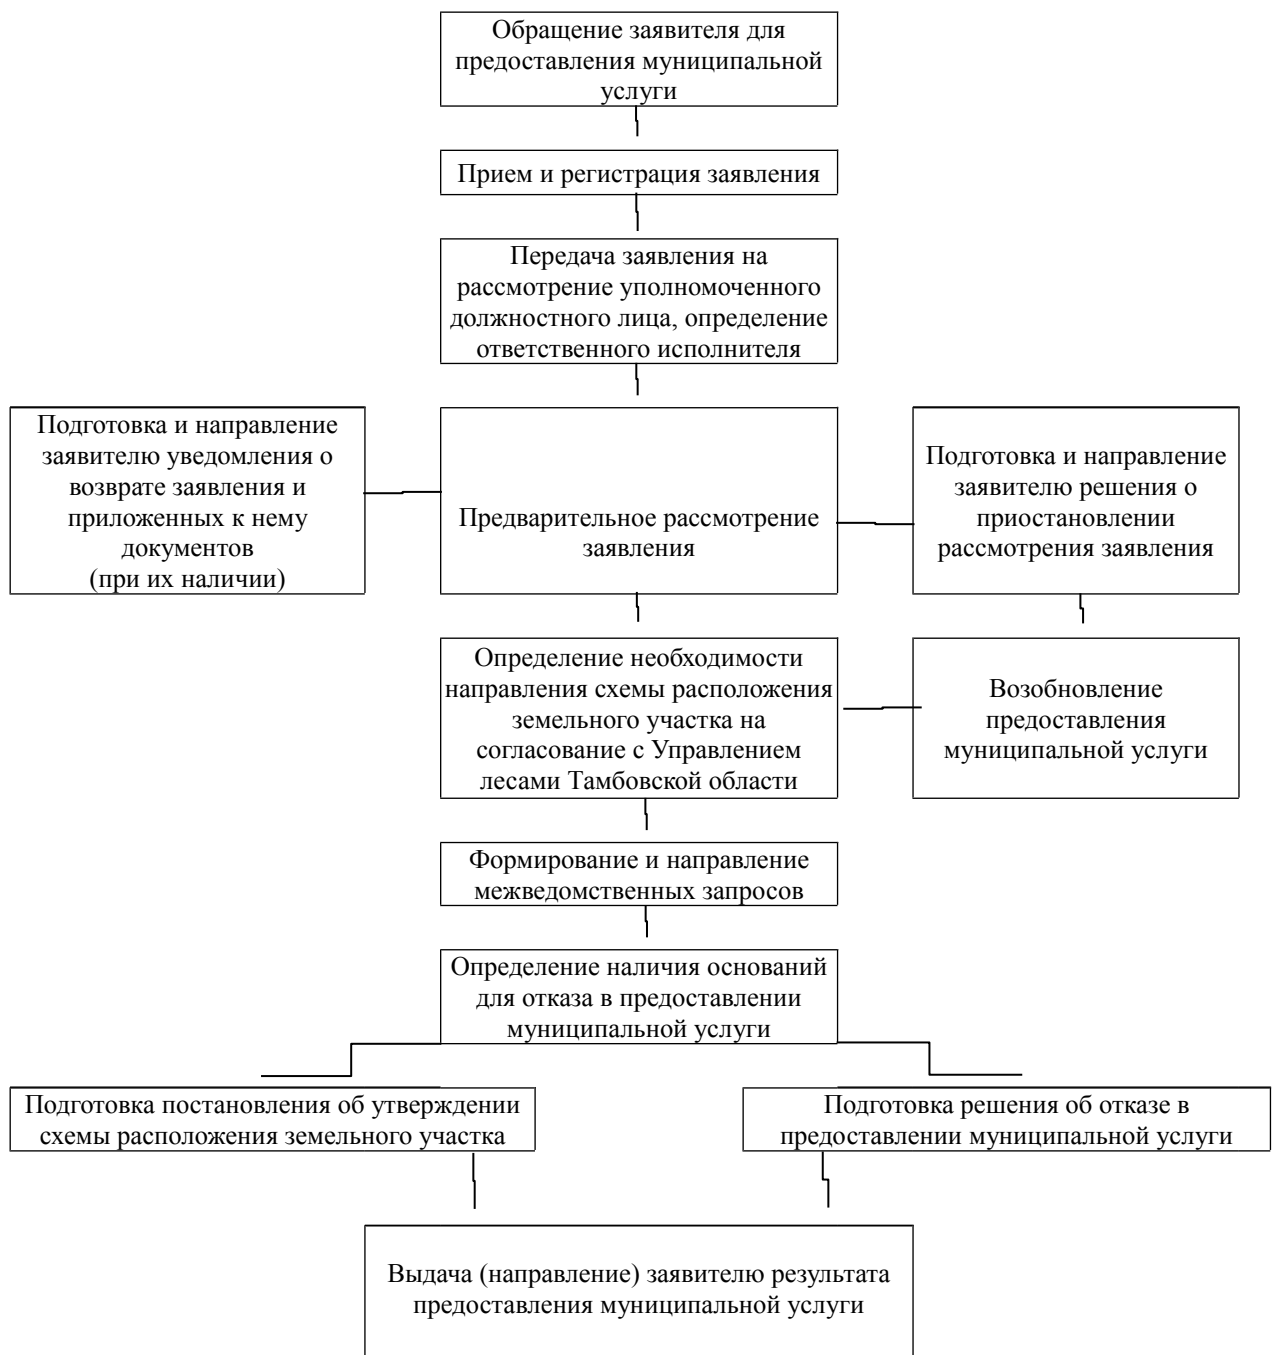 Обращение заявителя для
предоставления муниципальной
услуги
Прием и регистрация заявления
Передача заявления на
рассмотрение уполномоченного
должностного лица, определение
ответственного исполнителя
Подготовка и направление
заявителю уведомления о
возврате заявления и
приложенных к нему
документов
(при их наличии)
Предварительное рассмотрение
заявления
Подготовка и направление
заявителю решения о
приостановлении
рассмотрения заявления
Определение необходимости
направления схемы расположения
земельного участка на
согласование с Управлением
лесами Тамбовской области
Возобновление
предоставления
муниципальной услуги
Формирование и направление
межведомственных запросов
Определение наличия оснований
для отказа в предоставлении
муниципальной услуги
Подготовка постановления об утверждении
схемы расположения земельного участка
Подготовка решения об отказе в
предоставлении муниципальной услуги
Выдача (направление) заявителю результата
предоставления муниципальной услуги